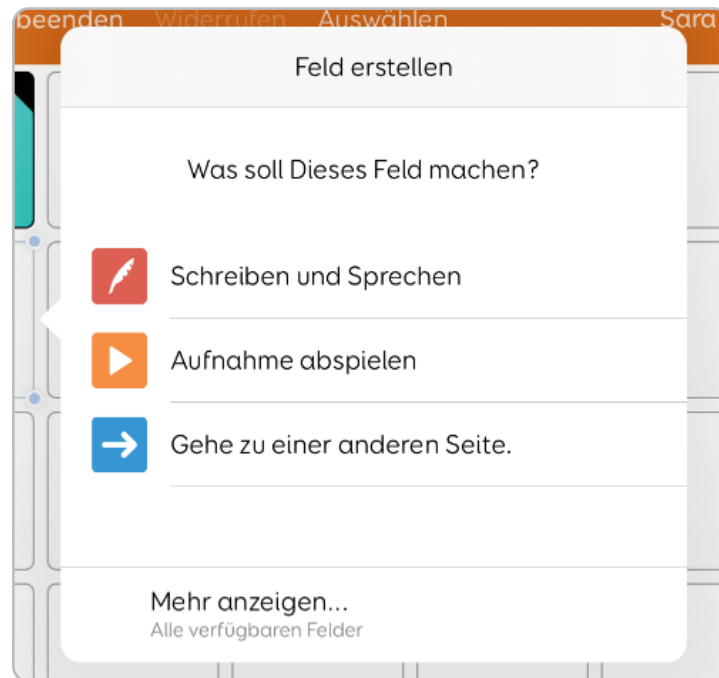 beenden Widerrufen Auswählen Sara
Feld erstellen
Was soll Dieses Feld machen?
Schreiben und Sprechen
Aufnahme abspielen
Gehe zu einer anderen Seite.
Mehr anzeigen...
Alle verfügbaren Felder